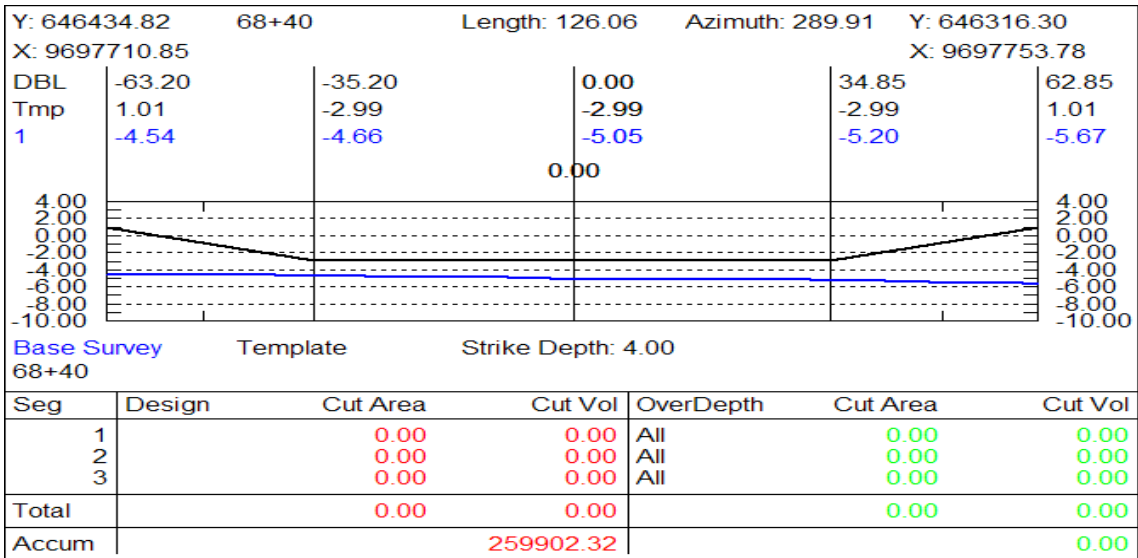 Y: 646434.82 68+40 Length: 126.06 Azimuth: 289.91 Y: 646316.30
X: 9697710.85 X: 9697753.78
DBL -63.20 -35.20 0.00 34.85 62.85
Tmp 1.01 -2.99 -2.99 -2.99 1.01
1 -4.54 -4.66 -5.05 -5.20 -5.67
0.00
4.00 4.00
2.00 2.00
0.00 0.00
-2.00 -2.00
-4.00 -4.00
-6.00 -6.00
-8.00 -8.00
-10.00 -10.00
Base Survey Template Strike Depth: 4.00
68+40
Seg Design Cut Area Cut Vol OverDepth Cut Area Cut Vol
1 0.00 0.00 All 0.00 0.00
2 0.00 0.00 All 0.00 0.00
3 0.00 0.00 All 0.00 0.00
Total 0.00 0.00 0.00 0.00
Accum 259902.32 0.00